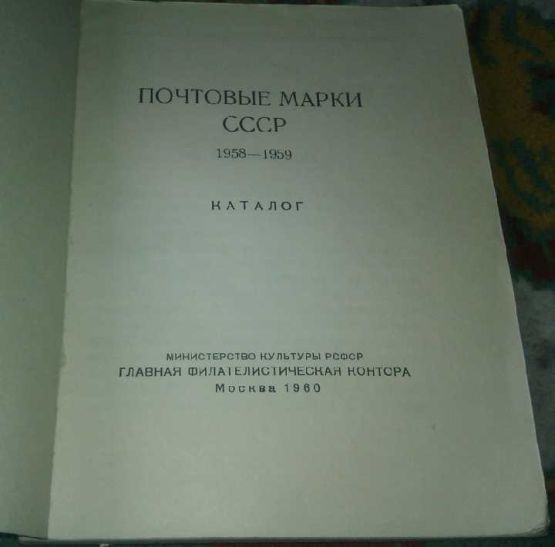 ПОЧТОВЫЕ МАРКИ
СССР
1958—1959
КАТАЛОГ
МИНИСТЕРСТВО КУЛЬТУРЫ РСФСР
ГЛАВНАЯ ФИЛАТЕЛИСТИЧЕСКАЯ КОНТОРА
Москва 1960